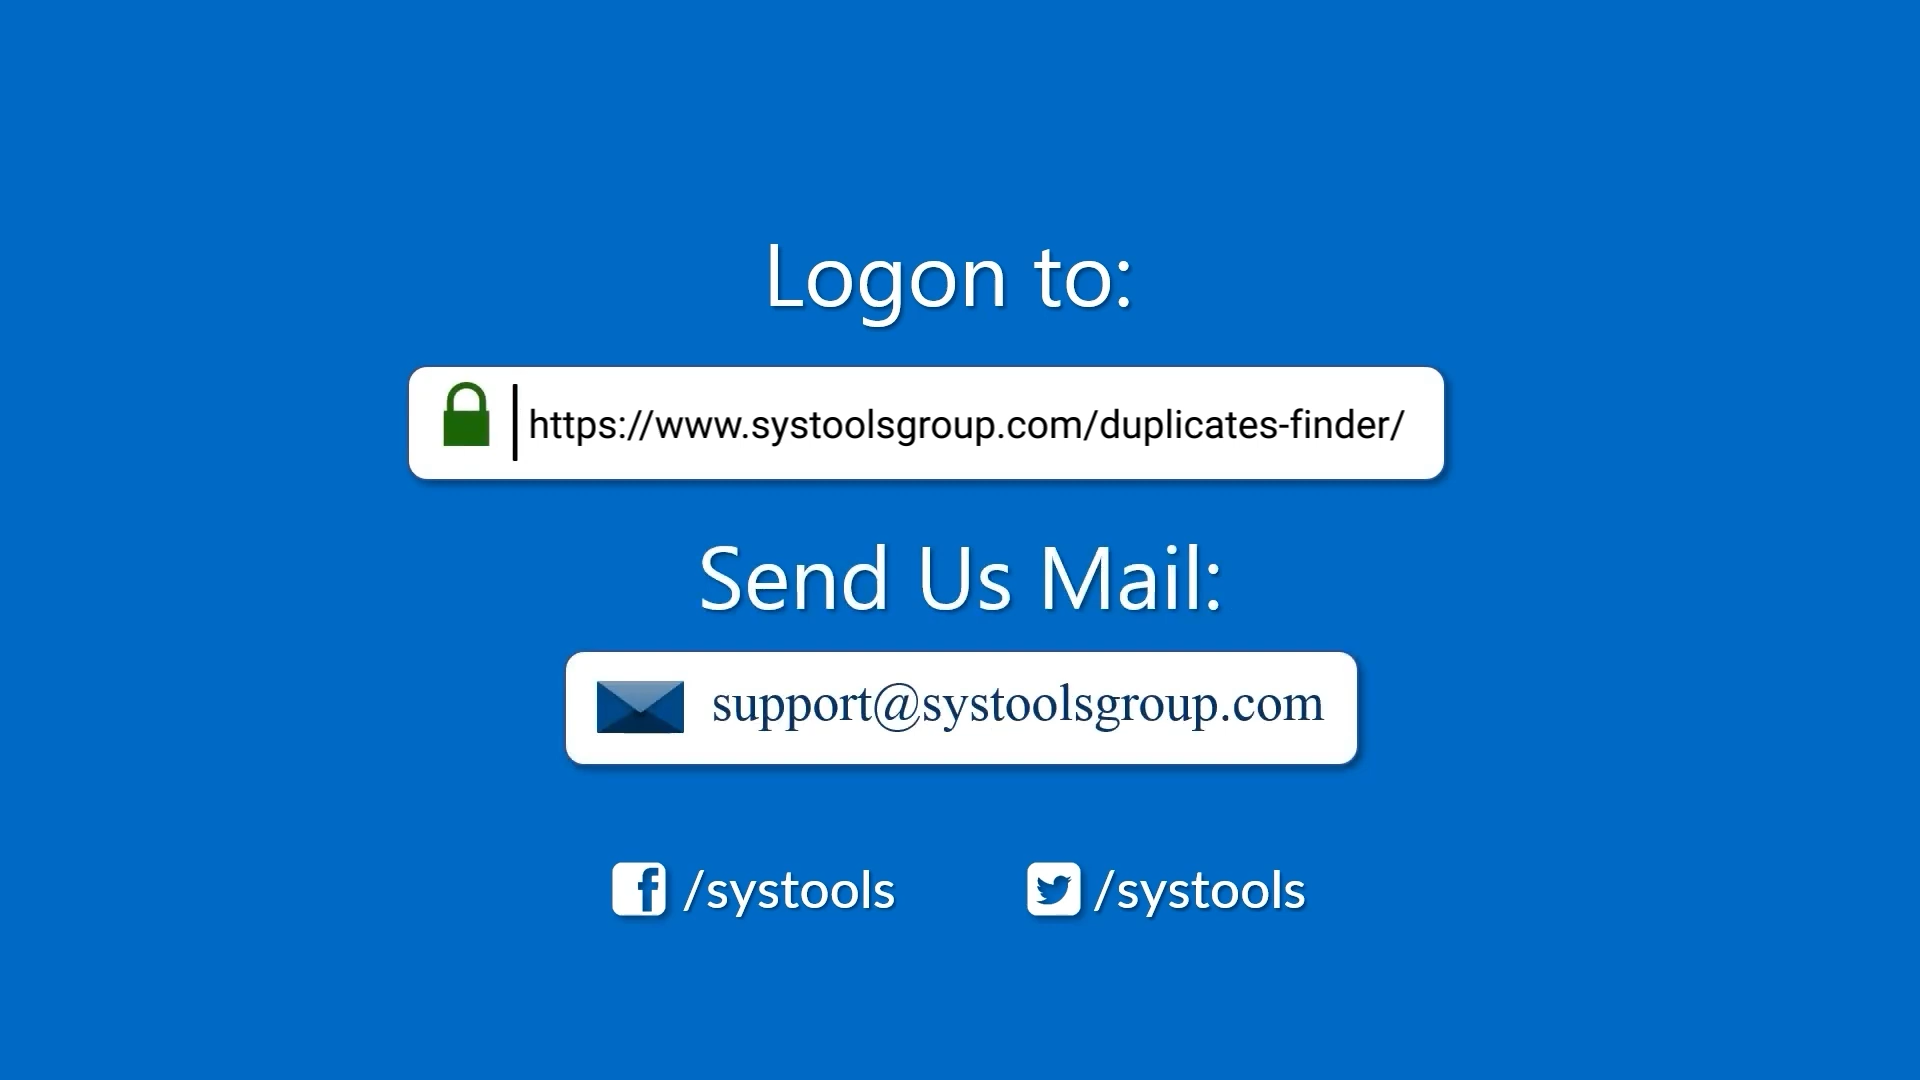 Logon to:
https://www.systoolsgroup.com/duplicates-finder/
Send Us Mail:
support@systoolsgroup.com
/systools /systools